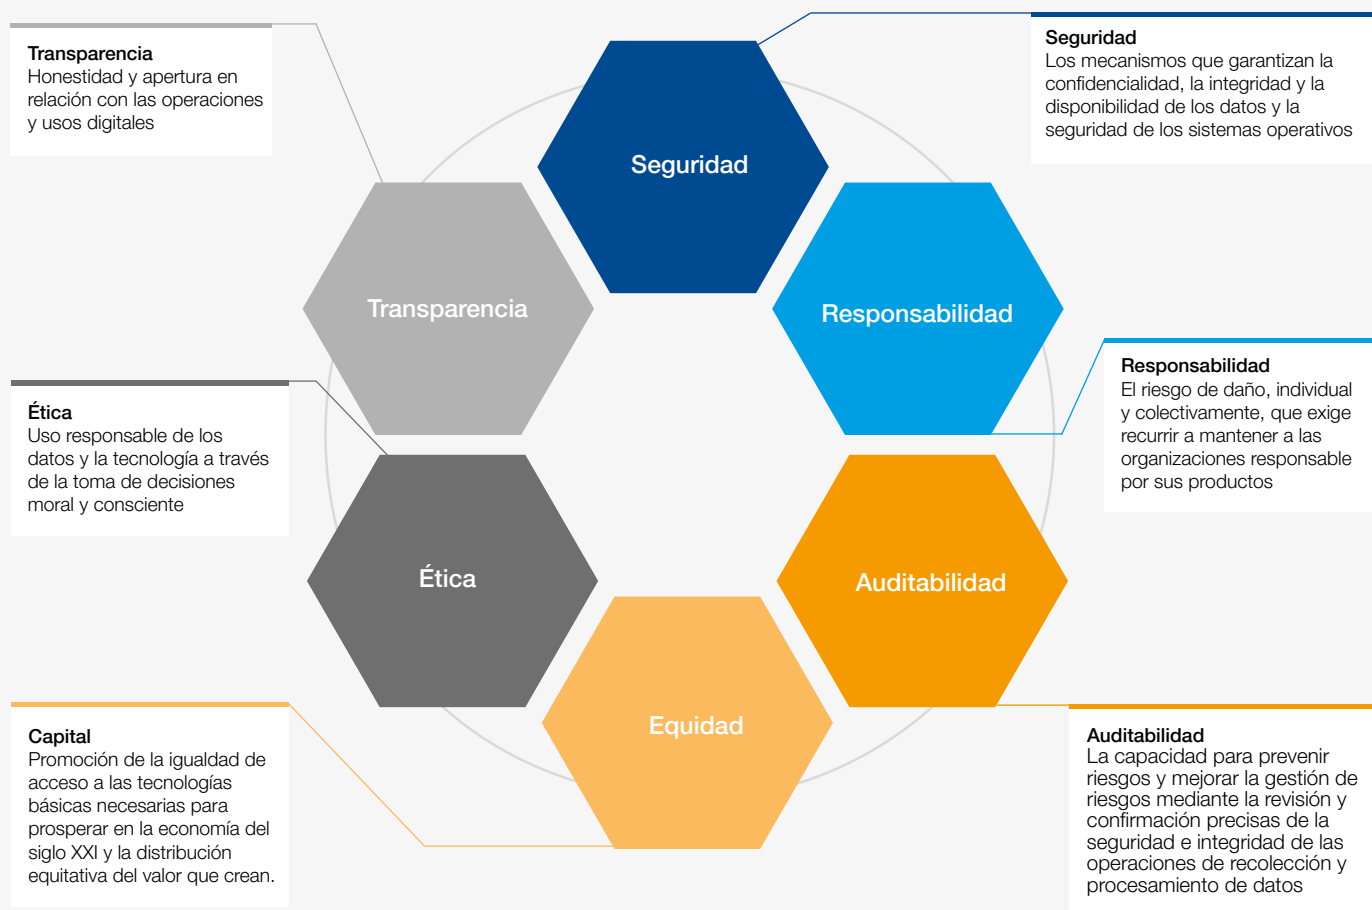 Transparencia
Honestidad y apertura en
relación con las operaciones
y usos digitales
Seguridad
Los mecanismos que garantizan la
confidencialidad, la integridad y la
disponibilidad de los datos y la
seguridad de los sistemas operativos
Seguridad
Transparencia
Responsabilidad
Responsabilidad
El riesgo de daño, individual
y colectivamente, que exige
recurrir a mantener a las
organizaciones responsable
por sus productos
Ética
Uso responsable de los
datos y la tecnología a través
de la toma de decisiones
moral y consciente
Ética
Auditabilidad
Equidad
Capital
Promoción de la igualdad de
acceso a las tecnologías
básicas necesarias para
prosperar en la economía del
siglo XXI y la distribución
equitativa del valor que crean.
Auditabilidad
La capacidad para prevenir
riesgos y mejorar la gestión de
riesgos mediante la revisión y
confirmación precisas de la
seguridad e integridad de las
operaciones de recolección y
procesamiento de datos